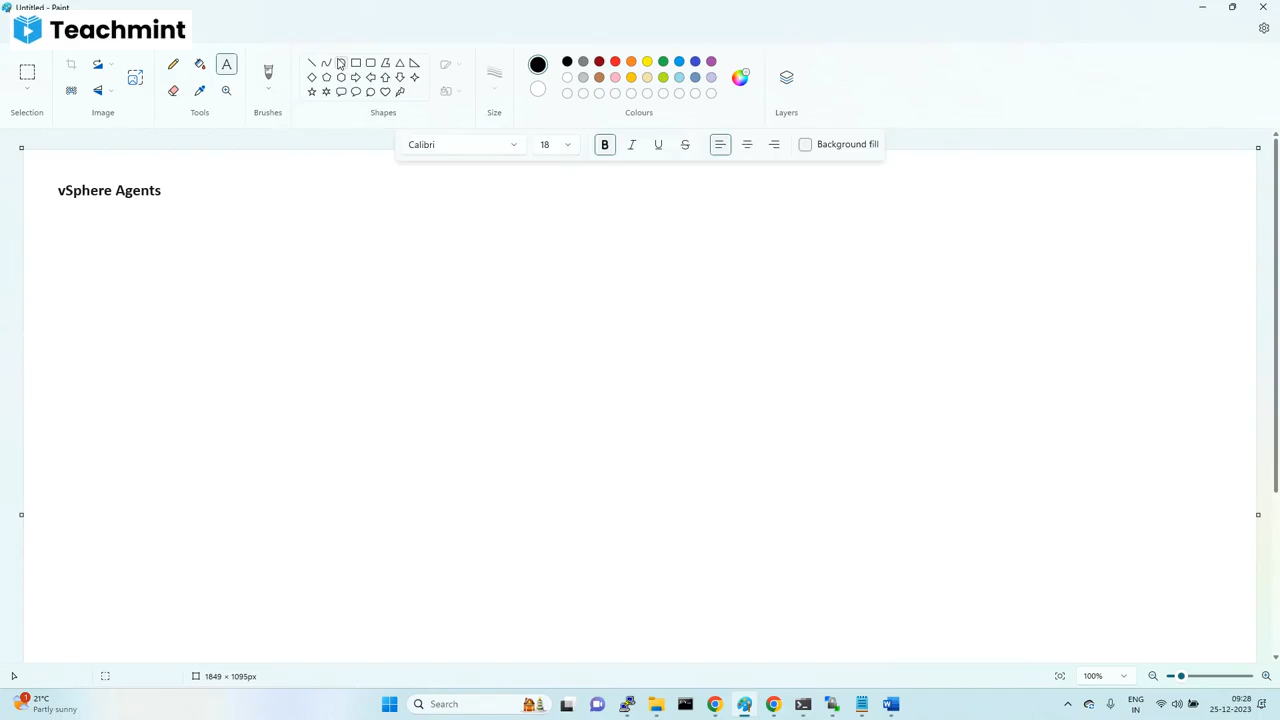 Untitled - Paint
Teachmint
Selection
Image
Tools
Brushes
Shapes
Size
Colours
Layers
Calibri
18
B
I
U
S
Background fill
vSphere Agents
1849 × 1095px
100%
1
21°C
Partly sunny
Search
ENG
IN
09:28
25-12-2023